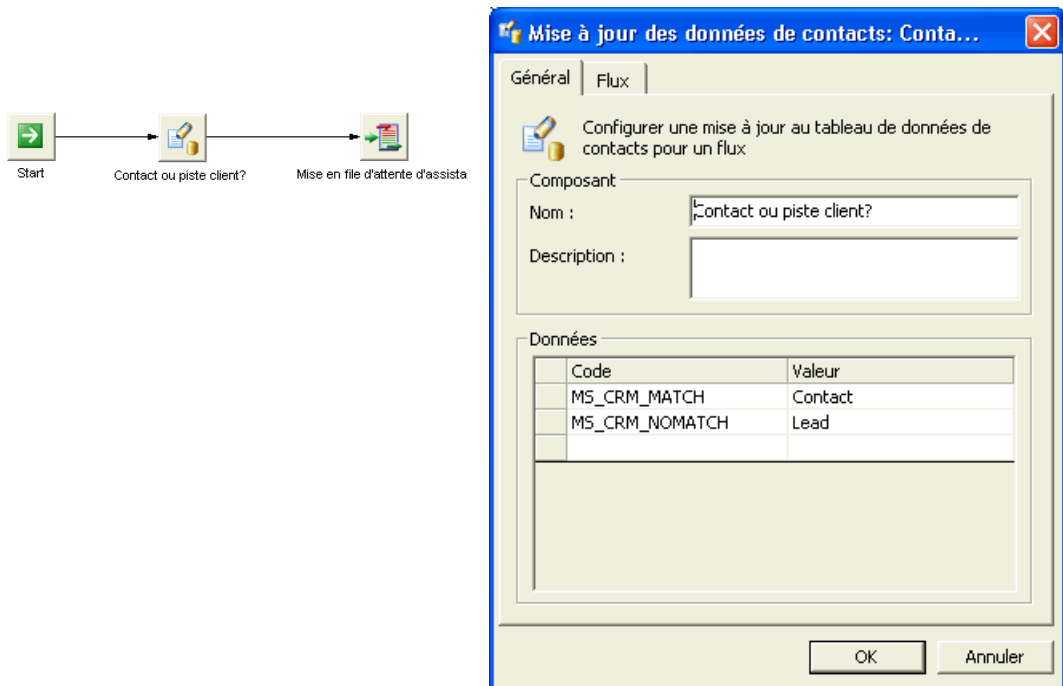 Start
Contact ou piste client?
Mise en file d'attente d'assista
Mise à jour des données de contacts: Conta...
Général
Flux
Configurer une mise à jour au tableau de données de
contacts pour un flux
Composant
Nom :
Contact ou piste client?
Description :
Données
Code Valeur
MS_CRM_MATCH Contact
MS_CRM_NOMATCH Lead
OK Annuler